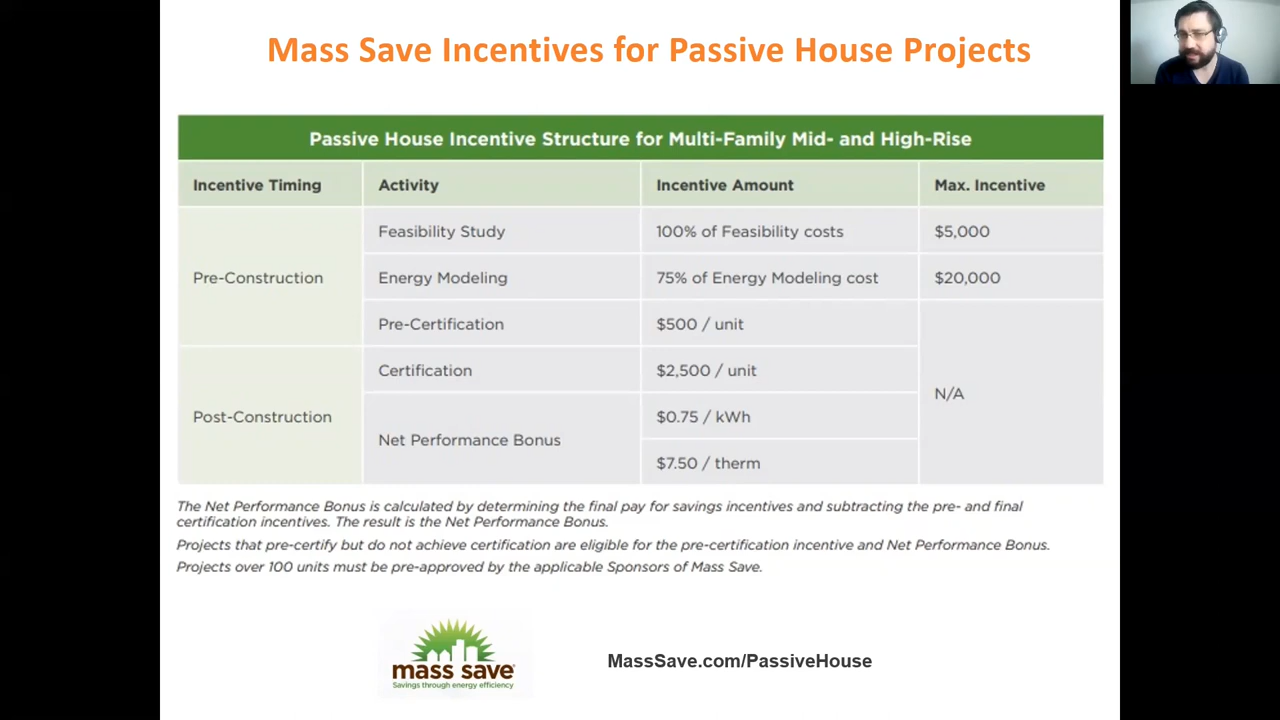 Mass Save Incentives for Passive House Projects
Passive House Incentive Structure for Multi-Family Mid- and High-Rise
Incentive Timing Activity Incentive Amount Max. Incentive
Pre-Construction
Feasibility Study 100% of Feasibility costs $5,000
Energy Modeling 75% of Energy Modeling cost $20,000
Pre-Certification $500 / unit
N/A
Post-Construction
Certification $2,500 / unit
Net Performance Bonus
$0.75 / kWh
$7.50 / therm
The Net Performance Bonus is calculated by determining the final pay for savings incentives and subtracting the pre- and final
certification incentives. The result is the Net Performance Bonus.
Projects that pre-certify but do not achieve certification are eligible for the pre-certification incentive and Net Performance Bonus.
Projects over 100 units must be pre-approved by the applicable Sponsors of Mass Save.
mass save®
Savings through energy efficiency
MassSave.com/PassiveHouse